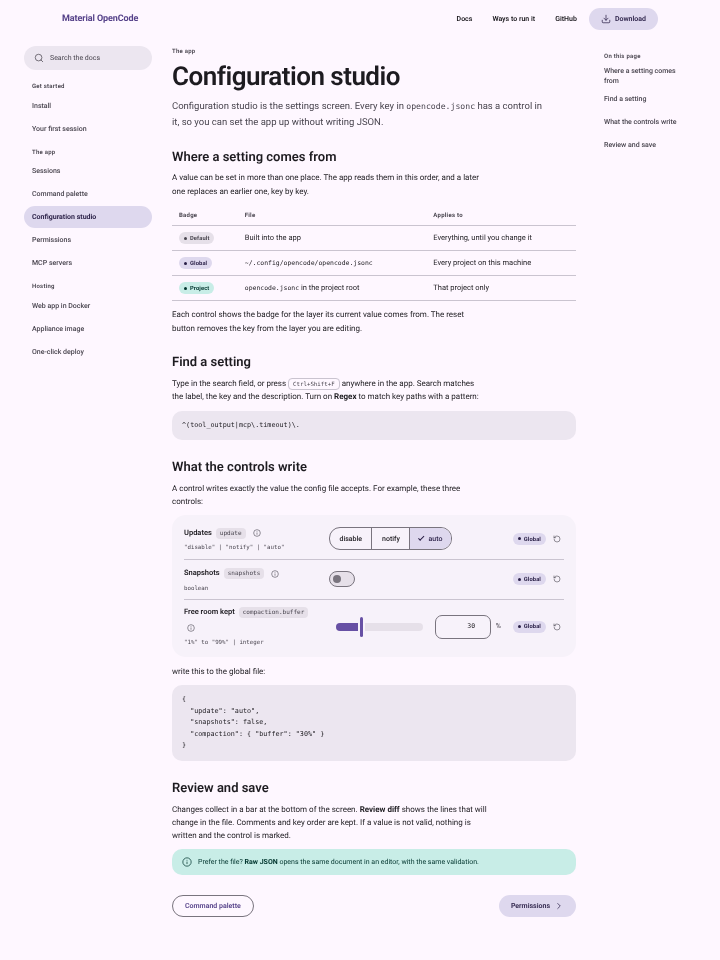 Material OpenCode
Docs
Ways to run it
GitHub
Download
Search the docs
Get started
Install
Your first session
The app
Sessions
Command palette
Configuration studio
Permissions
MCP servers
Hosting
Web app in Docker
Appliance image
One-click deploy
The app
Configuration studio
Configuration studio is the settings screen. Every key in opencode.jsonc has a control in
it, so you can set the app up without writing JSON.
Where a setting comes from
A value can be set in more than one place. The app reads them in this order, and a later
one replaces an earlier one, key by key.
Badge File Applies to
Default Built into the app Everything, until you change it
Global ~/.config/opencode/opencode.jsonc Every project on this machine
Project opencode.jsonc in the project root That project only
Each control shows the badge for the layer its current value comes from. The reset
button removes the key from the layer you are editing.
Find a setting
Type in the search field, or press Ctrl+Shift+F anywhere in the app. Search matches
the label, the key and the description. Turn on Regex to match key paths with a pattern:
^(tool_output|mcp\.timeout)\.
What the controls write
A control writes exactly the value the config file accepts. For example, these three
controls:
Updates update disable notify auto Global
"disable" | "notify" | "auto"
Snapshots snapshots Global
boolean
Free room kept compaction.buffer 30 % Global
"1%" to "99%" | integer
write this to the global file:
{
"update": "auto",
"snapshots": false,
"compaction": { "buffer": "30%" }
}
Review and save
Changes collect in a bar at the bottom of the screen. Review diff shows the lines that will
change in the file. Comments and key order are kept. If a value is not valid, nothing is
written and the control is marked.
Prefer the file? Raw JSON opens the same document in an editor, with the same validation.
Command palette
Permissions
On this page
Where a setting comes
from
Find a setting
What the controls write
Review and save